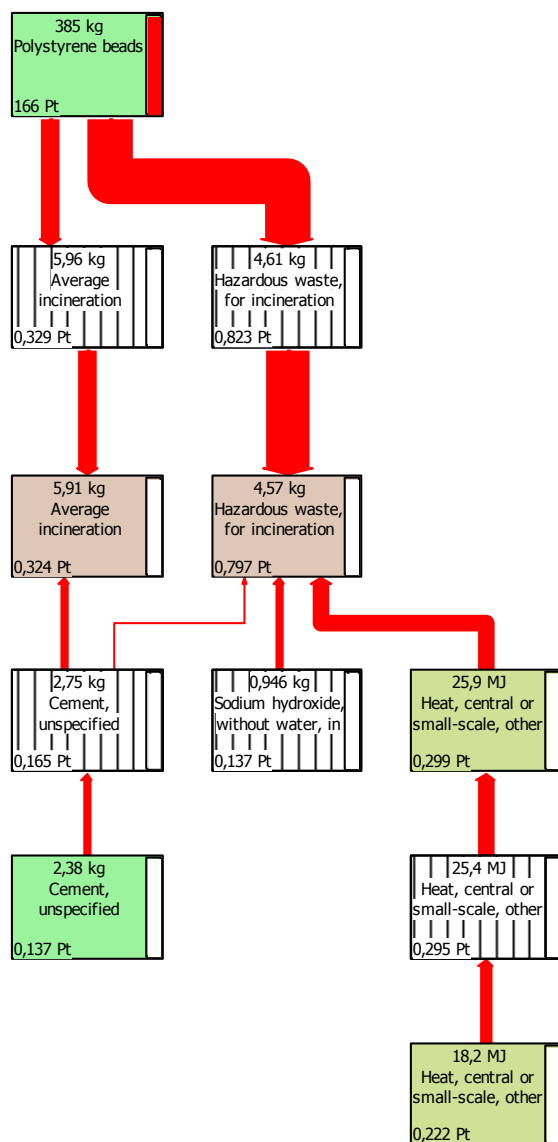 385 kg
Polystyrene beads
166 Pt
5,96 kg
Average
incineration
0,329 Pt
4,61 kg
Hazardous waste,
for incineration
0,823 Pt
5,91 kg
Average
incineration
0,324 Pt
4,57 kg
Hazardous waste,
for incineration
0,797 Pt
2,75 kg
Cement,
unspecified
0,165 Pt
0,946 kg
Sodium hydroxide,
without water, in
0,137 Pt
25,9 MJ
Heat, central or
small-scale, other
0,299 Pt
2,38 kg
Cement,
unspecified
0,137 Pt
25,4 MJ
Heat, central or
small-scale, other
0,295 Pt
18,2 MJ
Heat, central or
small-scale, other
0,222 Pt